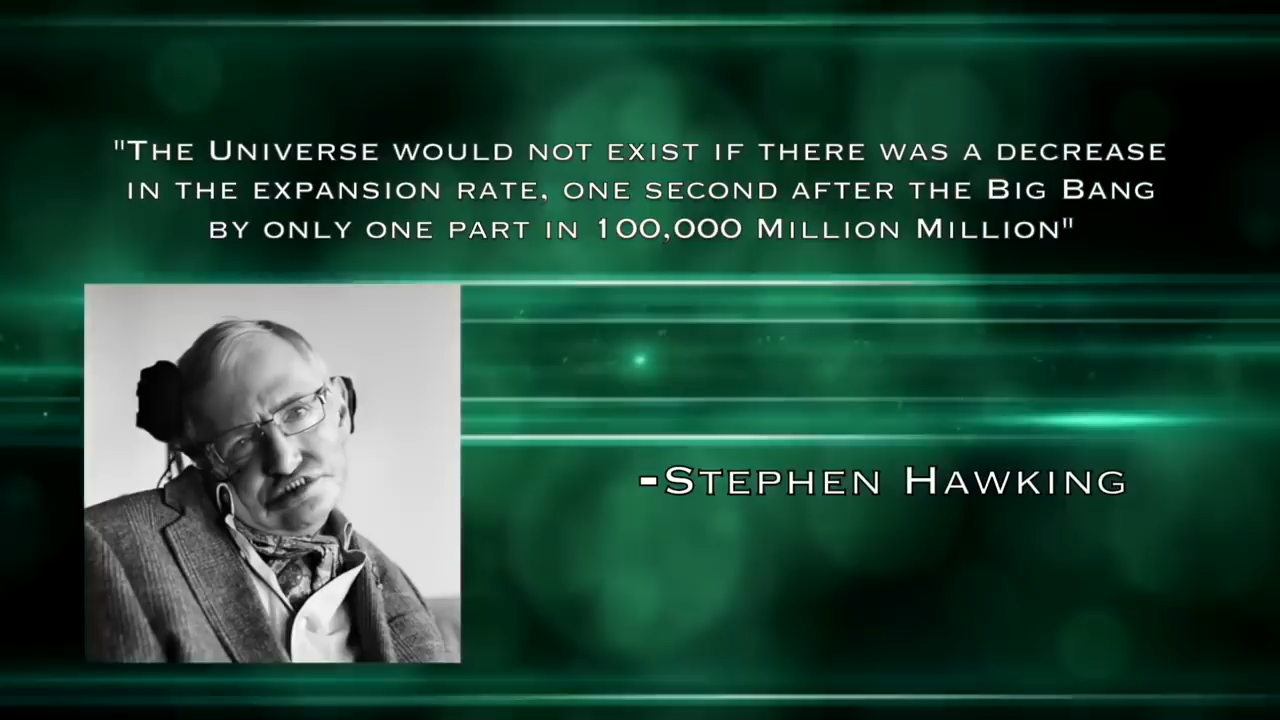 "The Universe would not exist if there was a decrease
in the expansion rate, one second after the Big Bang
by only one part in 100,000 Million Million"
-Stephen Hawking